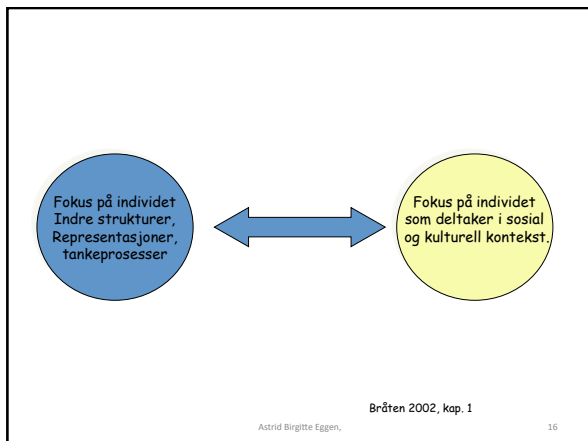 Fokus på individet
Indre strukturer,
Representasjoner,
tankeprosesser
Fokus på individet
som deltaker i sosial
og kulturell kontekst.
Bråten 2002, kap. 1
Astrid Birgitte Eggen,
16